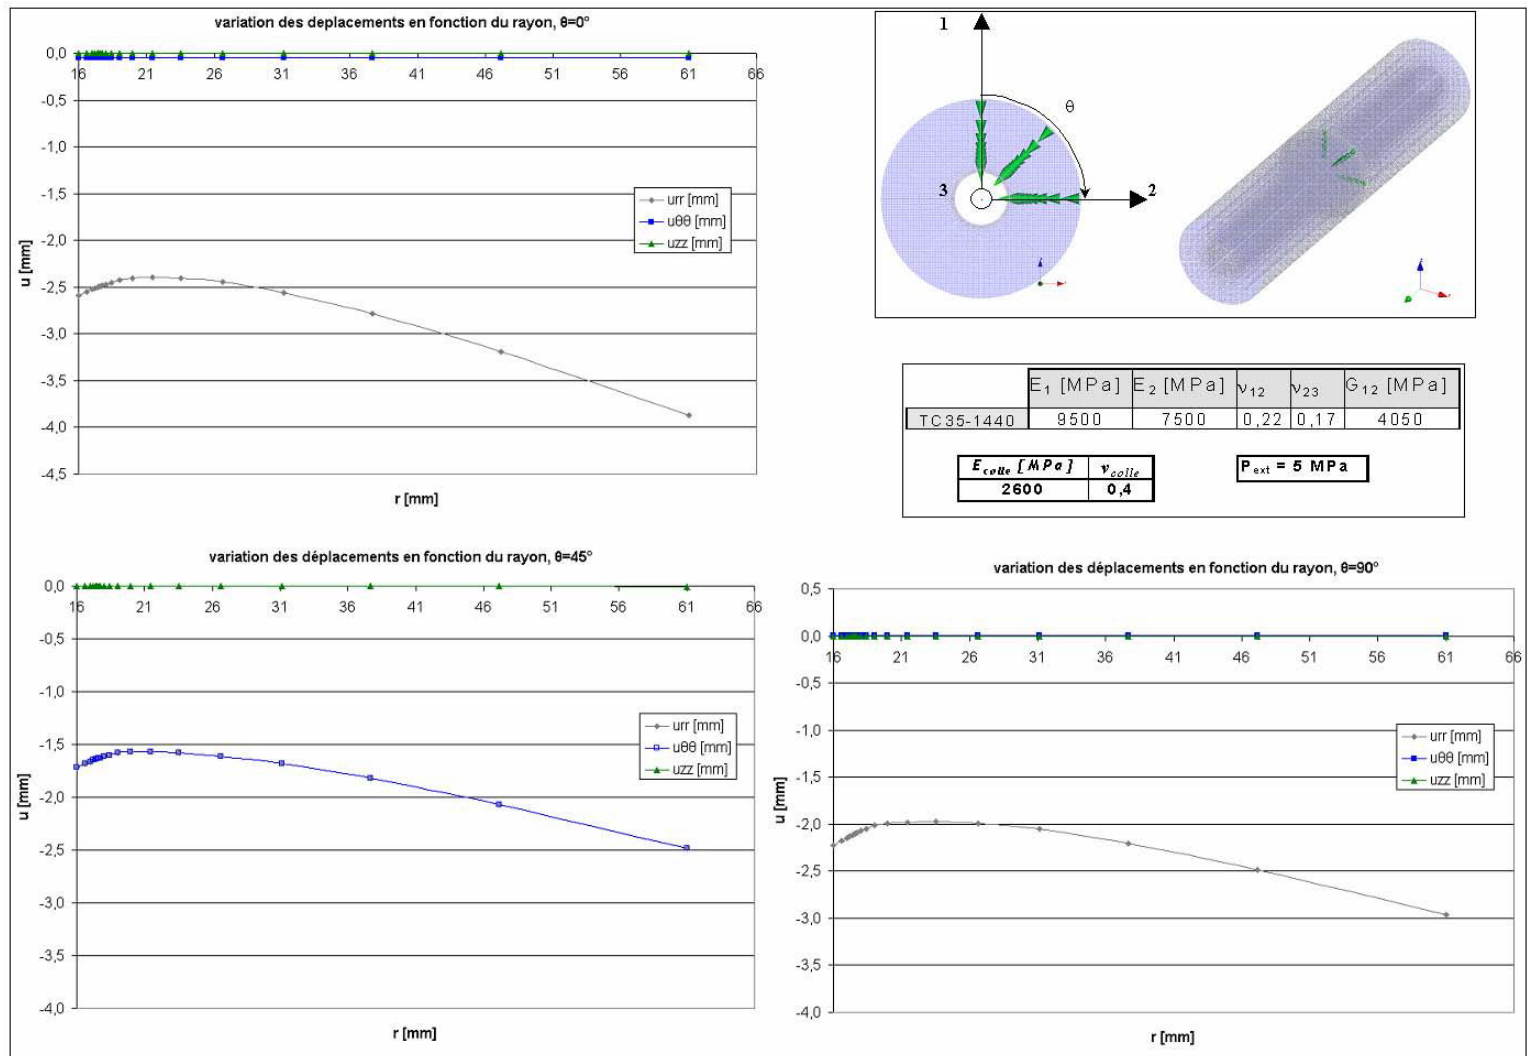 variation des déplacements en fonction du rayon, θ=0°
0,0
-0,5
-1,0
-1,5
-2,0
-2,5
-3,0
-3,5
-4,0
-4,5
16 21 26 31 36 41 46 51 56 61 66
u [mm]
r [mm]
urr [mm]
uθθ [mm]
uzz [mm]
1
θ
3
2
E1 [MPa] E2 [MPa] ν12 ν23 G12 [MPa]
TC35-1440 9500 7500 0,22 0,17 4050
Ecolle [MPa] νcolle
2600 0,4
Pext = 5 MPa
variation des déplacements en fonction du rayon, θ=45°
0,0
-0,5
-1,0
-1,5
-2,0
-2,5
-3,0
-3,5
-4,0
16 21 26 31 36 41 46 51 56 61 66
u [mm]
r [mm]
urr [mm]
uθθ [mm]
uzz [mm]
variation des déplacements en fonction du rayon, θ=90°
0,5
0,0
-0,5
-1,0
-1,5
-2,0
-2,5
-3,0
-3,5
-4,0
16 21 26 31 36 41 46 51 56 61 66
u [mm]
r [mm]
urr [mm]
uθθ [mm]
uzz [mm]